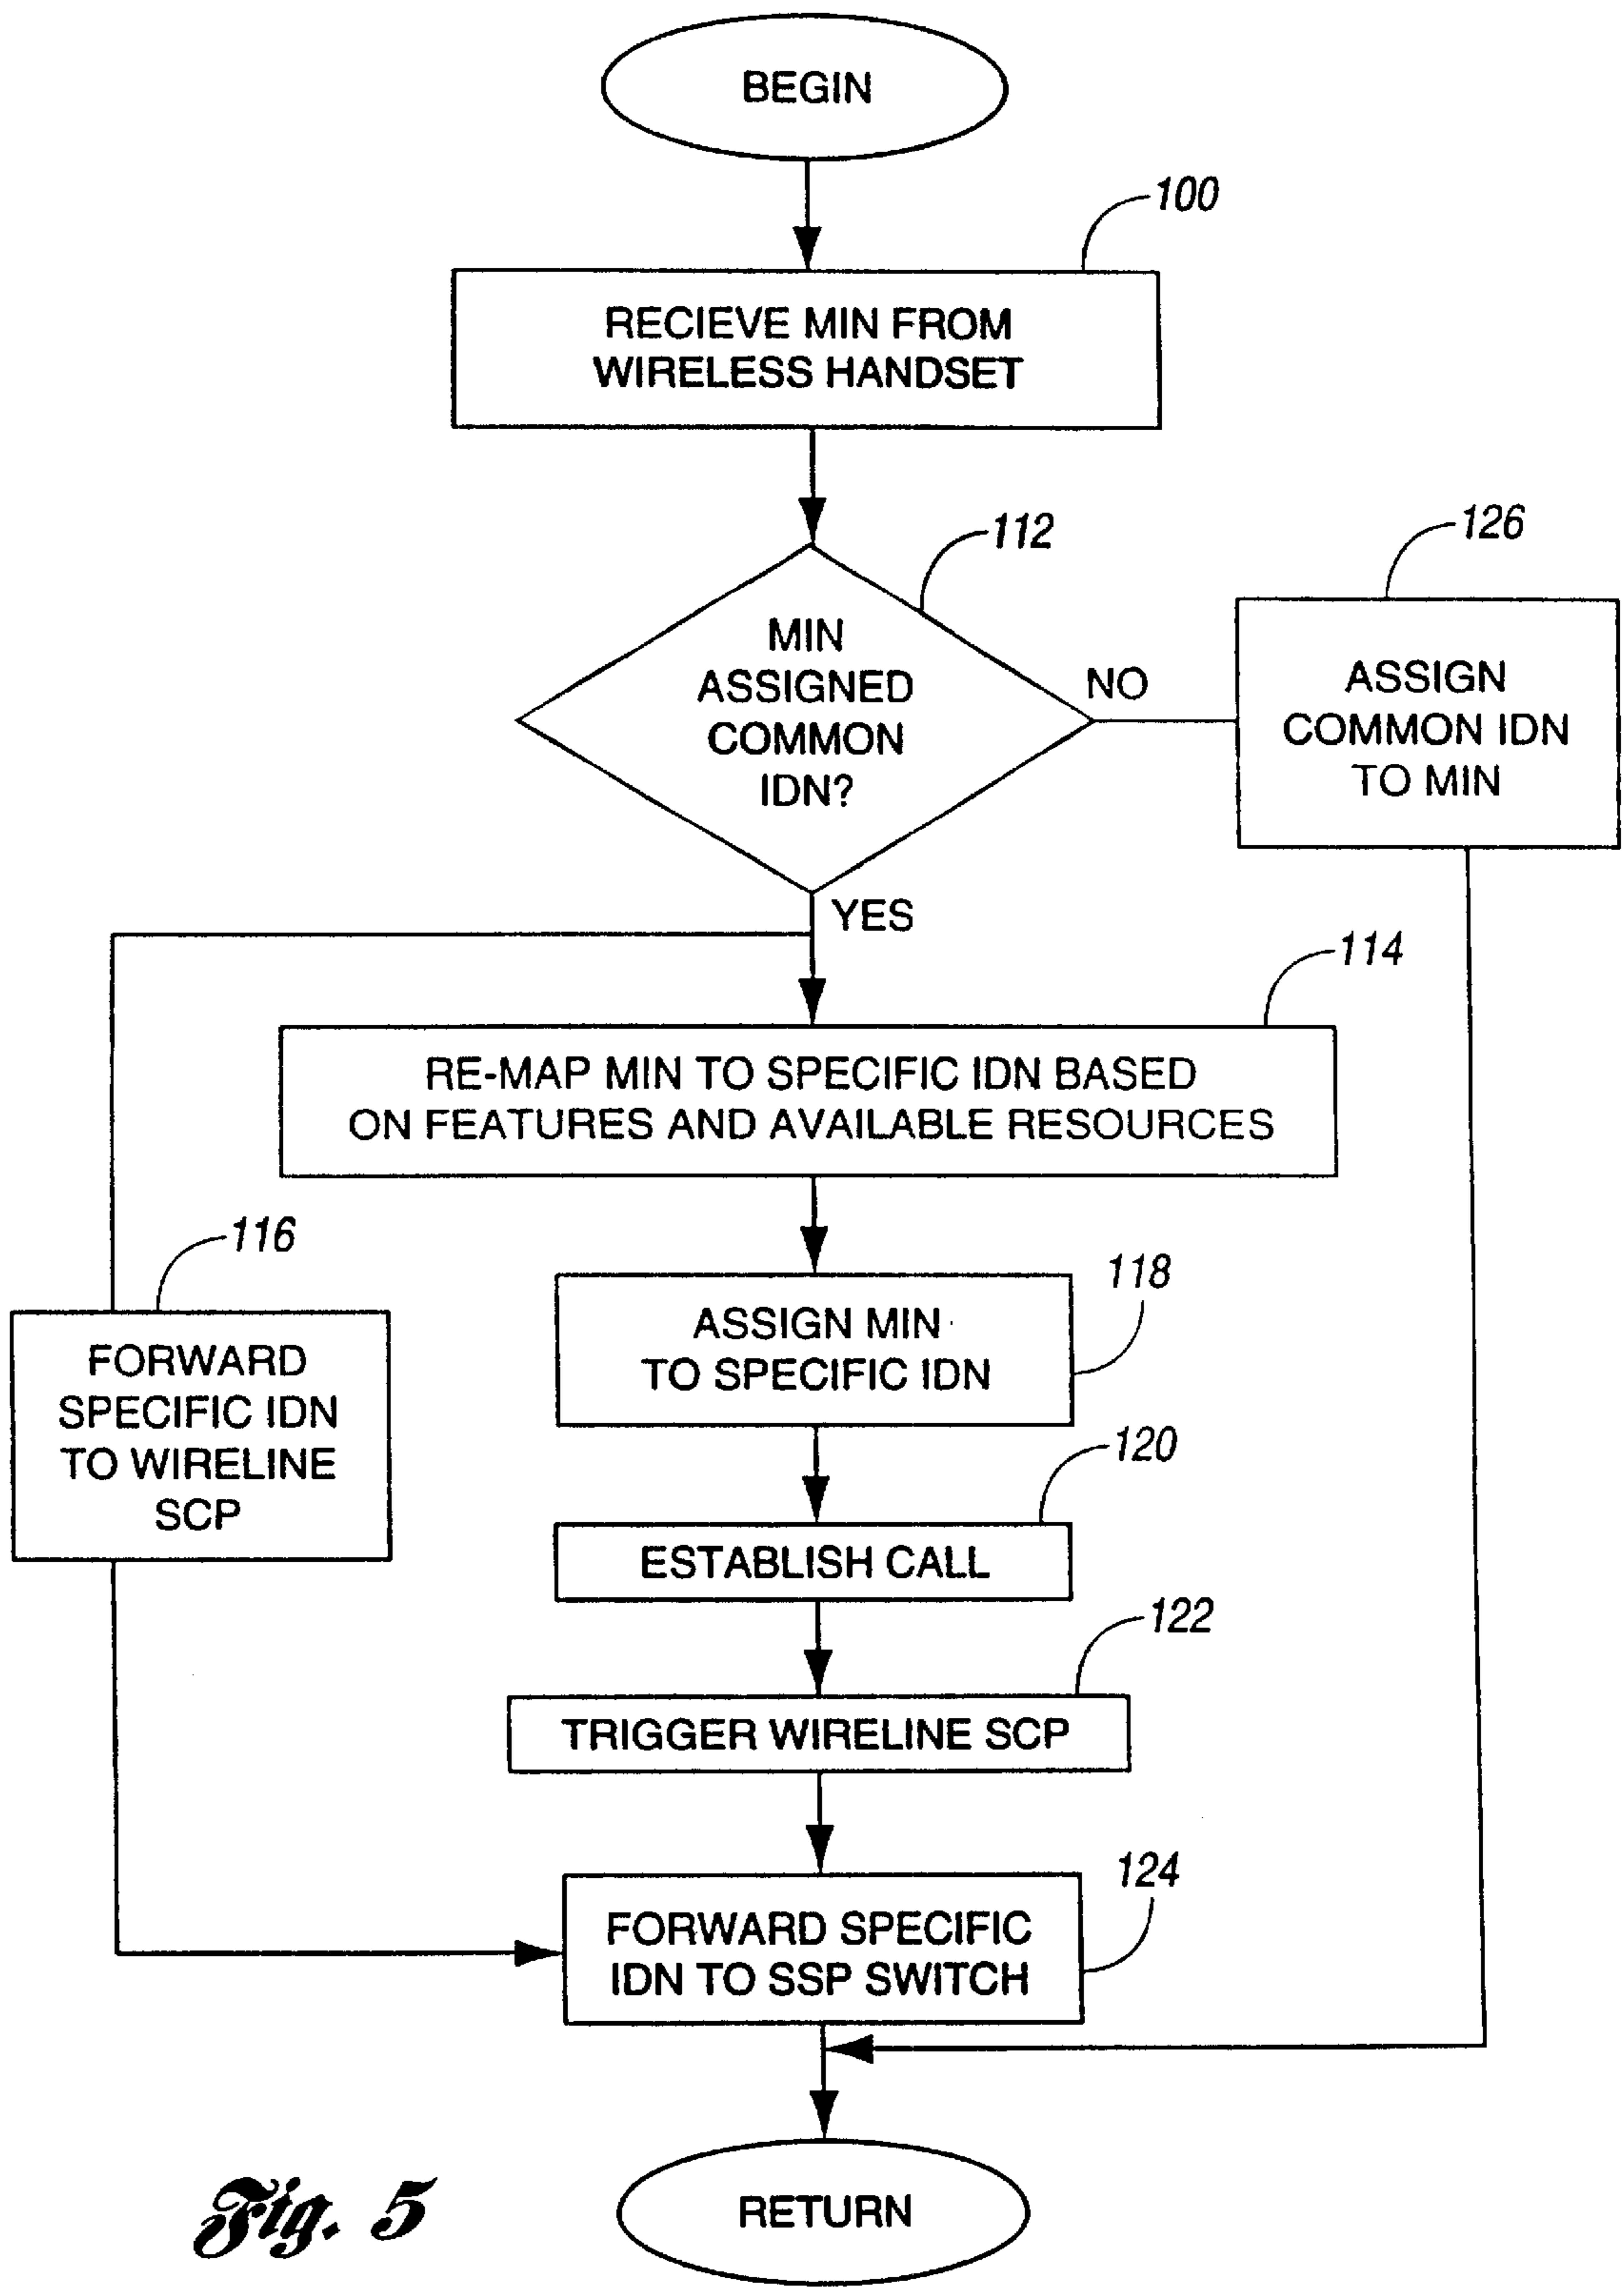 BEGIN
100
RECIEVE MIN FROM
WIRELESS HANDSET
112
126
MIN
ASSIGNED
COMMON
IDN?
NO
ASSIGN
COMMON IDN
TO MIN
YES
114
RE-MAP MIN TO SPECIFIC IDN BASED
ON FEATURES AND AVAILABLE RESOURCES
116
FORWARD
SPECIFIC IDN
TO WIRELINE
SCP
118
ASSIGN MIN
TO SPECIFIC IDN
120
ESTABLISH CALL
122
TRIGGER WIRELINE SCP
124
FORWARD SPECIFIC
IDN TO SSP SWITCH
RETURN
Fig. 5